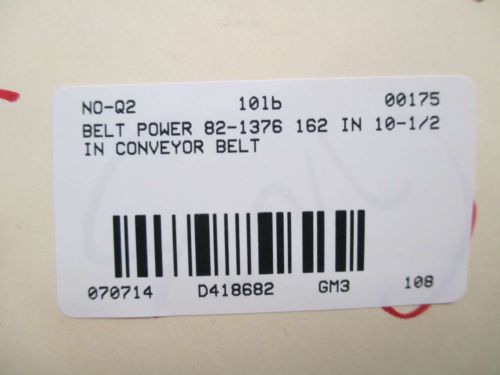 NO-Q2 10lb 00175
BELT POWER 82-1376 162 IN 10-1/2
IN CONVEYOR BELT
070714 D418682 GM3 108